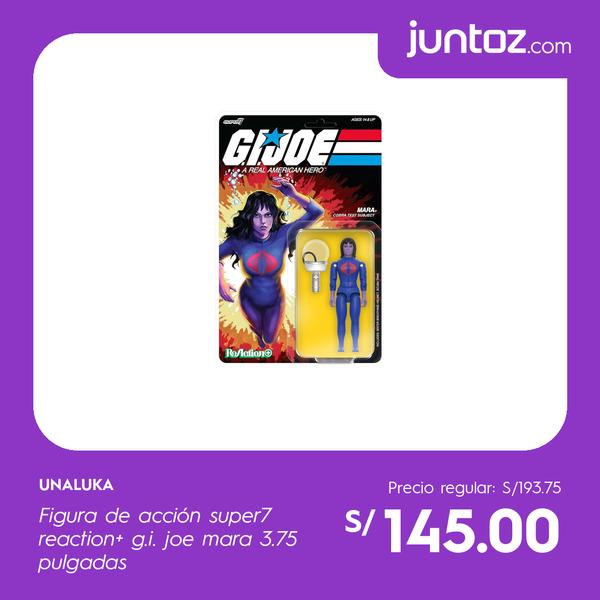 juntoz.com
super7
AGES 14 & UP
G.I. JOE
A REAL AMERICAN HERO
MARA
COBRA TEST SUBJECT
ReAction+
UNALUKA
Figura de acción super7
reaction+ g.i. joe mara 3.75
pulgadas
Precio regular: S/193.75
S/145.00